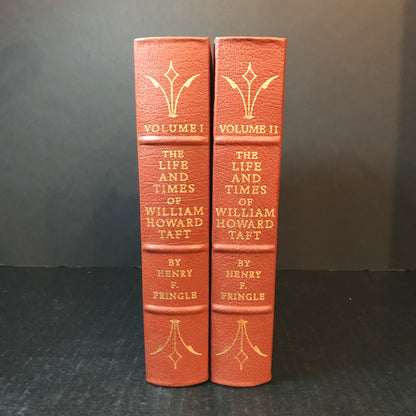 VOLUME I
THE
LIFE
AND
TIMES
OF
WILLIAM
HOWARD
TAFT
BY
HENRY
F.
PRINGLE
VOLUME II
THE
LIFE
AND
TIMES
OF
WILLIAM
HOWARD
TAFT
BY
HENRY
F.
PRINGLE